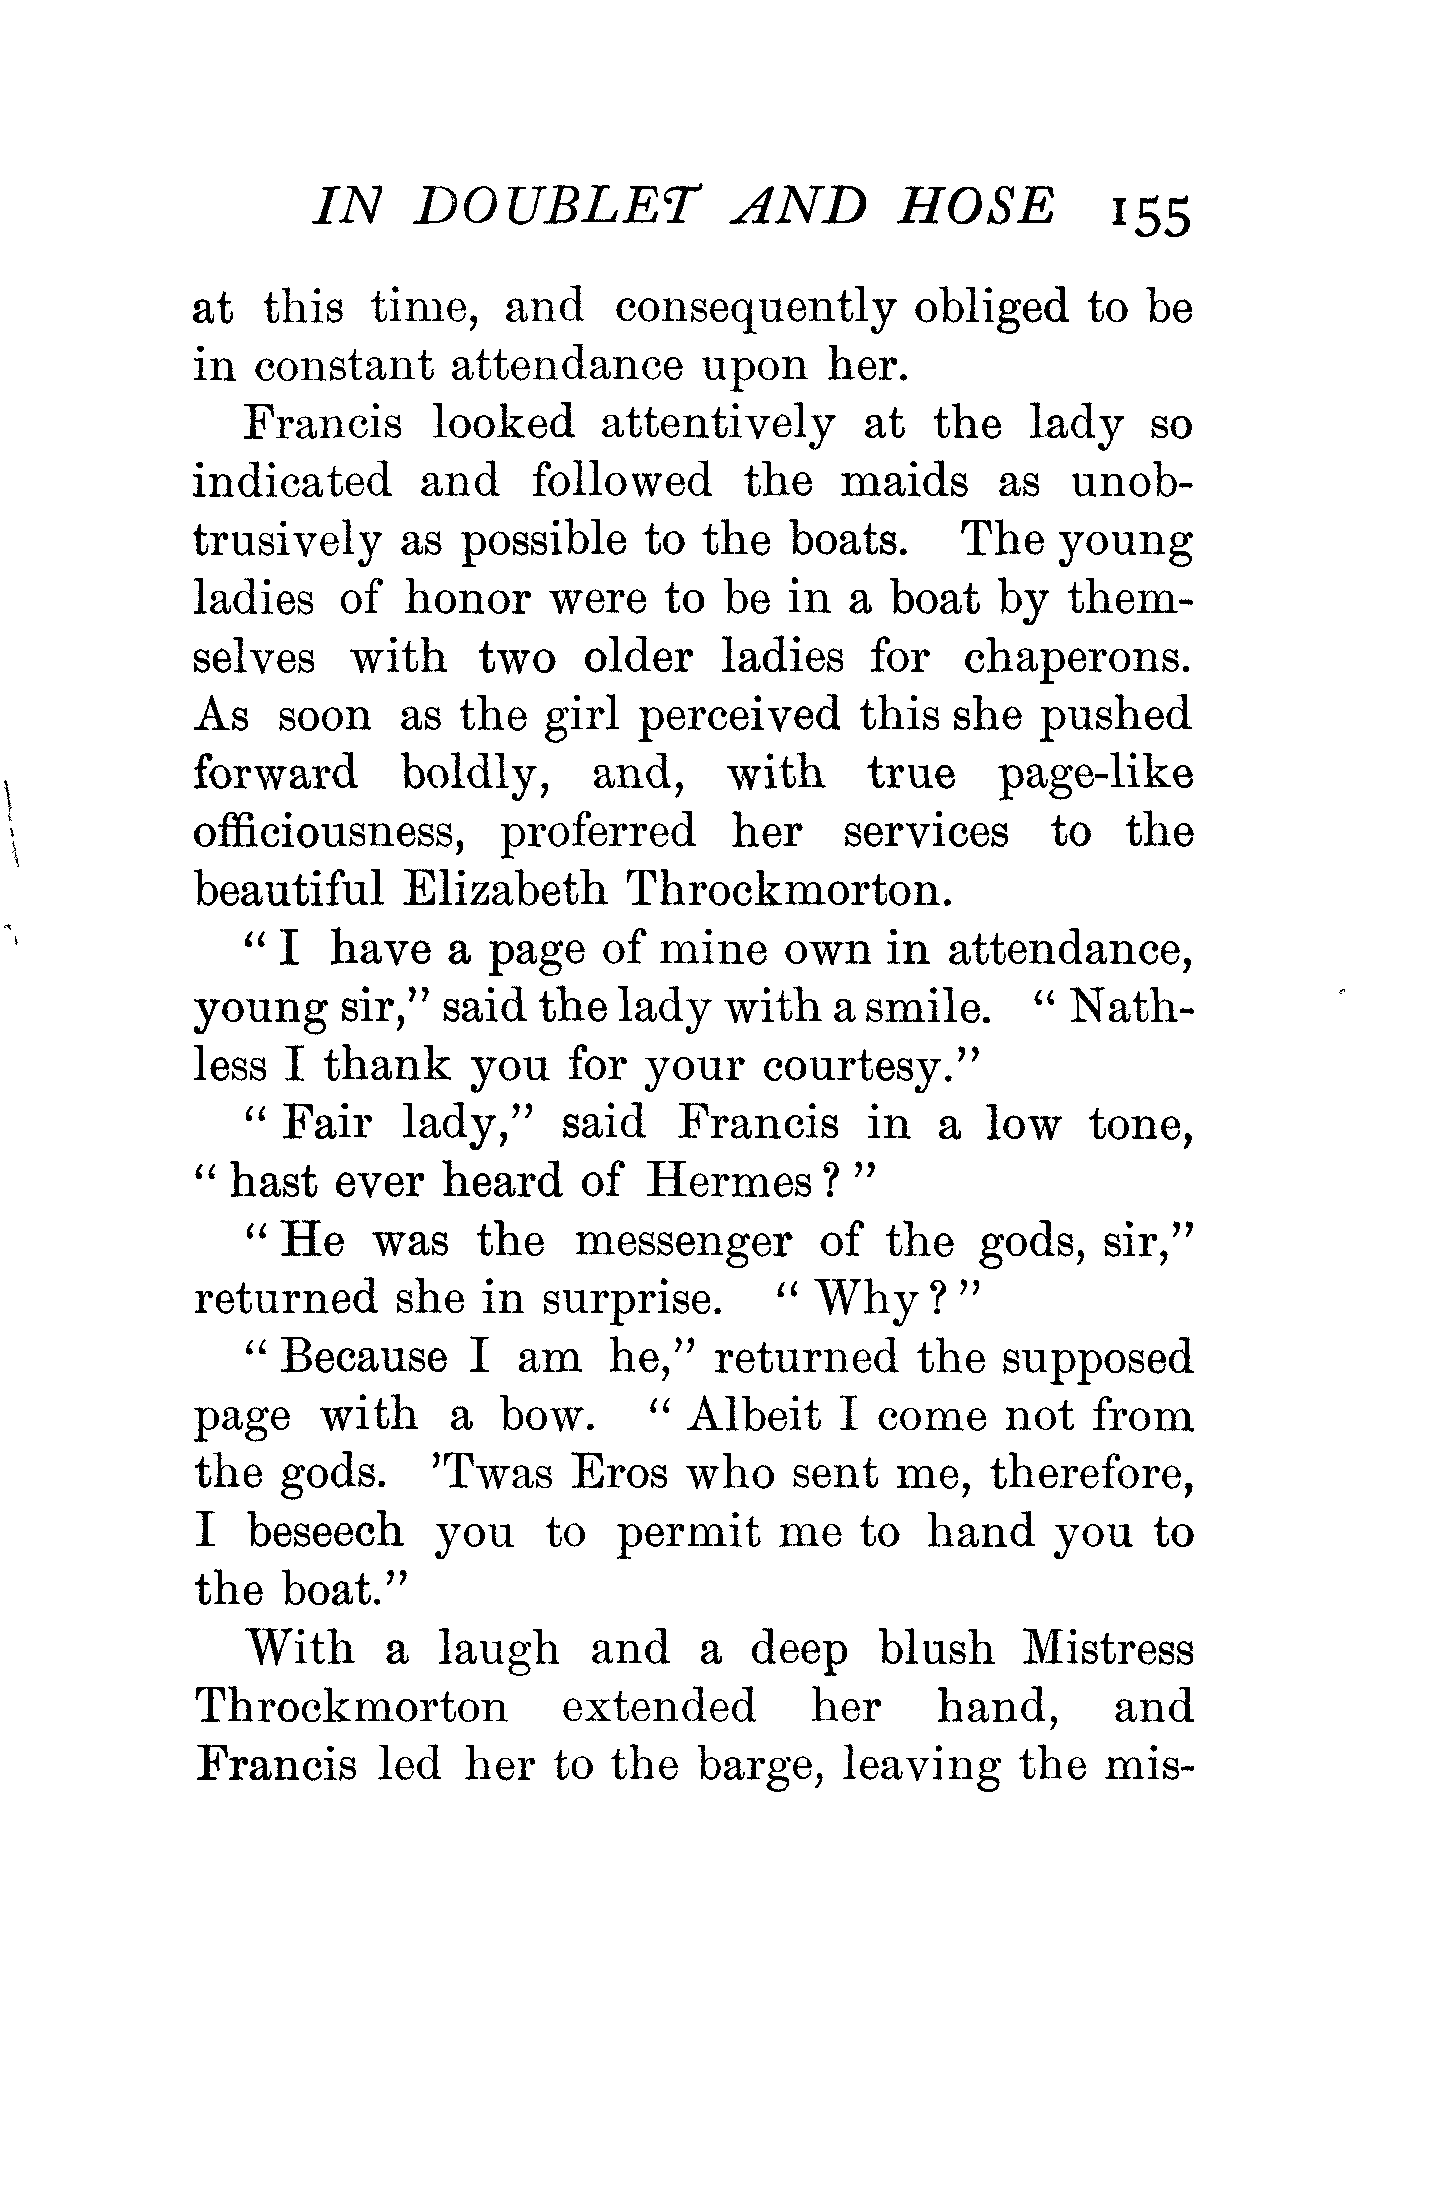 IN DOUBLET AND HOSE 155
at this time, and consequently obliged to be
in constant attendance upon her.
Francis looked attentively at the lady so
indicated and followed the maids as unob-
trusively as possible to the boats. The young
ladies of honor were to be in a boat by them-
selves with two older ladies for chaperons.
As soon as the girl perceived this she pushed
forward boldly, and, with true page-like
officiousness, proferred her services to the
beautiful Elizabeth Throckmorton.
“ I have a page of mine own in attendance,
young sir,” said the lady with a smile. “ Nath-
less I thank you for your courtesy.”
“ Fair lady,” said Francis in a low tone,
“ hast ever heard of Hermes ? ”
“ He was the messenger of the gods, sir,”
returned she in surprise. “ Why ? ”
“ Because I am he,” returned the supposed
page with a bow. “ Albeit I come not from
the gods. ’Twas Eros who sent me, therefore,
I beseech you to permit me to hand you to
the boat.”
With a laugh and a deep blush Mistress
Throckmorton extended her hand, and
Francis led her to the barge, leaving the mis-